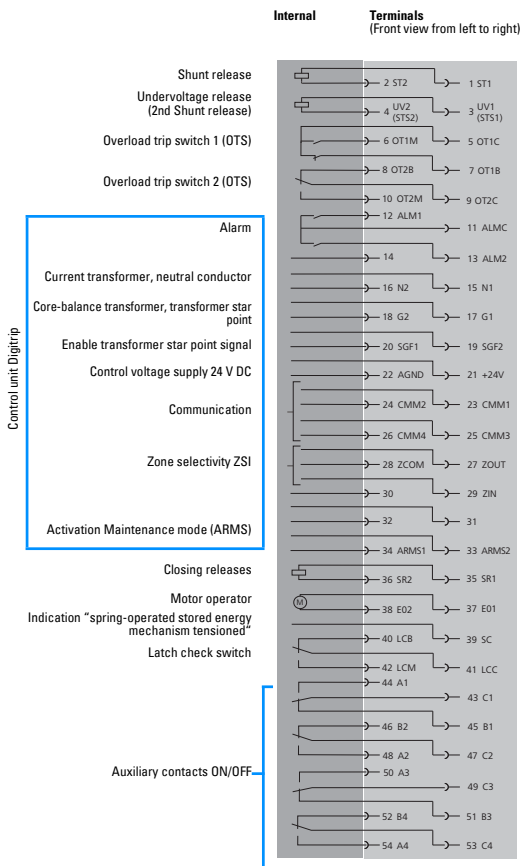 Internal Terminals
(Front view from left to right)
Shunt release
2 ST2 1 ST1
Undervoltage release
(2nd Shunt release)
4 UV2 (STS2) 3 UV1 (STS1)
Overload trip switch 1 (OTS)
6 OT1M 5 OT1C
8 OT2B 7 OT1B
Overload trip switch 2 (OTS)
10 OT2M 9 OT2C
Control unit Digitrip
12 ALM1
Alarm
11 ALMC
14 13 ALM2
Current transformer, neutral conductor
16 N2 15 N1
Core-balance transformer, transformer star
point
18 G2 17 G1
Enable transformer star point signal
20 SGF1 19 SGF2
Control voltage supply 24 V DC
22 AGND 21 +24V
Communication
24 CMM2 23 CMM1
26 CMM4 25 CMM3
Zone selectivity ZSI
28 ZCOM 27 ZOUT
30 29 ZIN
32 31
Activation Maintenance mode (ARMS)
34 ARMS1 33 ARMS2
Closing releases
36 SR2 35 SR1
Motor operator
M
38 E02 37 E01
Indication "spring-operated stored energy
mechanism tensioned"
40 LCB 39 SC
Latch check switch
42 LCM 41 LCC
44 A1
43 C1
46 B2 45 B1
48 A2 47 C2
Auxiliary contacts ON/OFF
50 A3
49 C3
52 B4 51 B3
54 A4 53 C4